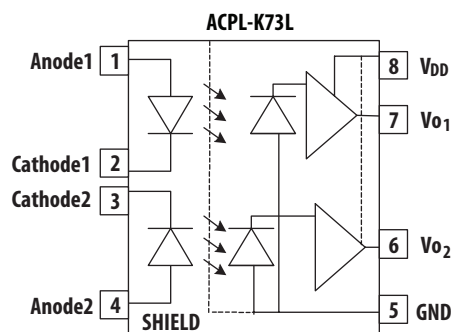 ACPL-K73L
Anode1 1
8 VDD
7 Vo1
Cathode1 2
Cathode2 3
6 Vo2
Anode2 4
5 GND
SHIELD